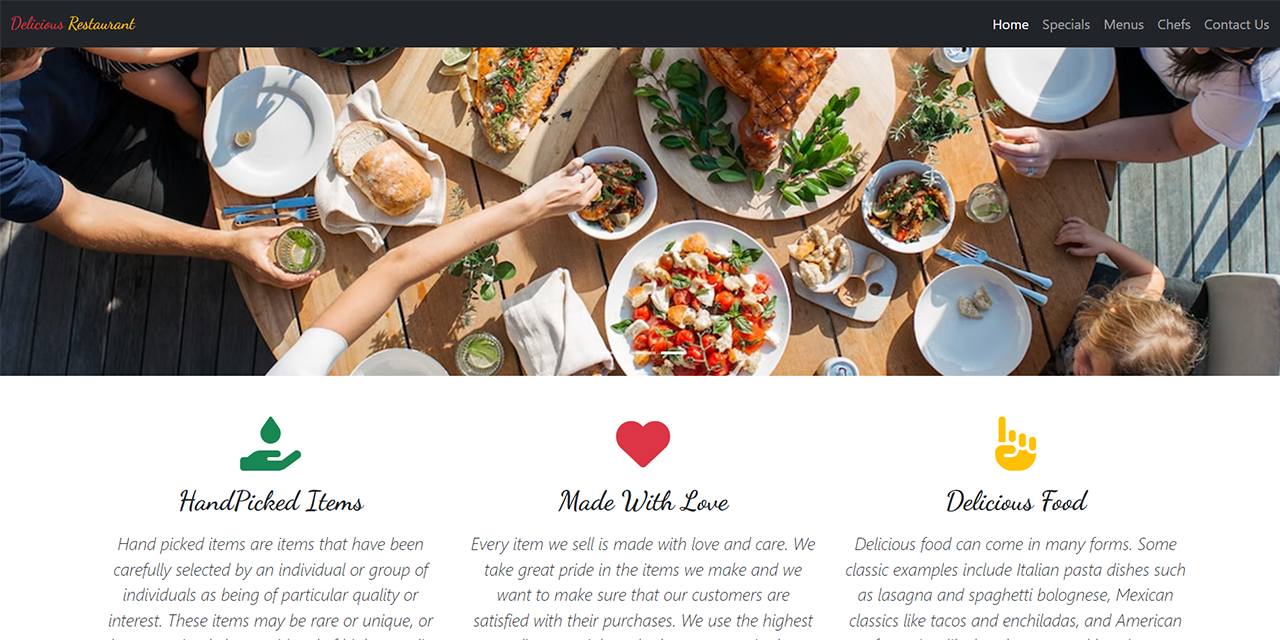 Delicious Restaurant
Home Specials Menus Chefs Contact Us
HandPicked Items
Hand picked items are items that have been
carefully selected by an individual or group of
individuals as being of particular quality or
interest. These items may be rare or unique, or
Made With Love
Every item we sell is made with love and care. We
take great pride in the items we make and we
want to make sure that our customers are
satisfied with their purchases. We use the highest
Delicious Food
Delicious food can come in many forms. Some
classic examples include Italian pasta dishes such
as lasagna and spaghetti bolognese, Mexican
classics like tacos and enchiladas, and American